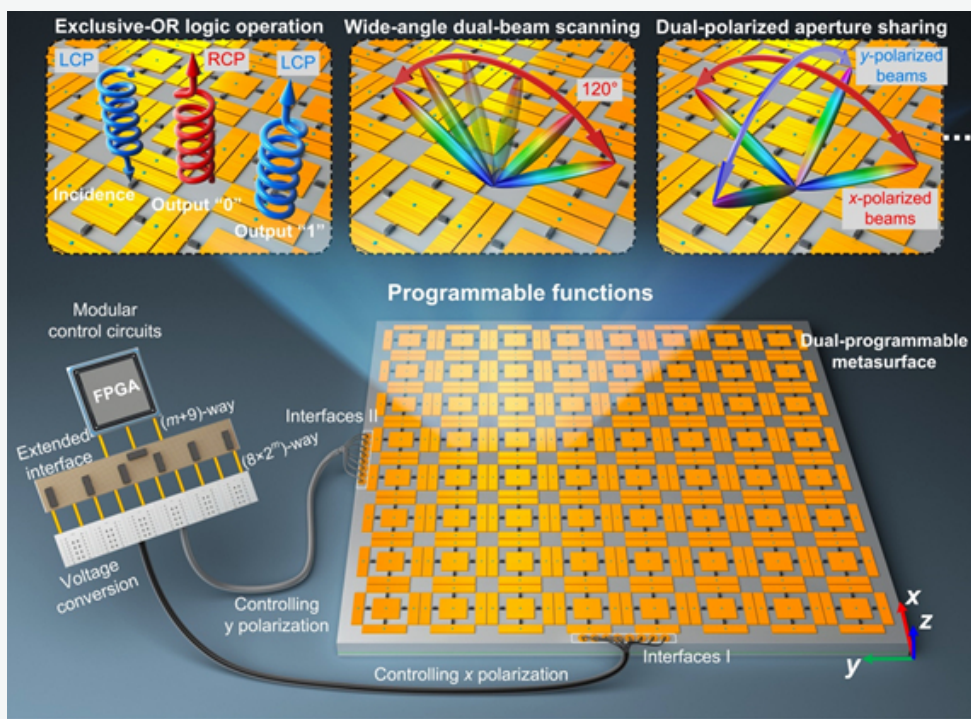 Exclusive-OR logic operation
LCP
RCP
LCP
Incidence
Output “0”
Output “1”
Wide-angle dual-beam scanning
120°
Dual-polarized aperture sharing
y-polarized
beams
x-polarized
beams
Programmable functions
Modular
control circuits
FPGA
Extended
interface
(m+9)-way
(8×2ᵐ)-way
Voltage
conversion
Interfaces II
Dual-programmable
metasurface
Controlling
y polarization
Controlling x polarization
Interfaces I
x
z
y